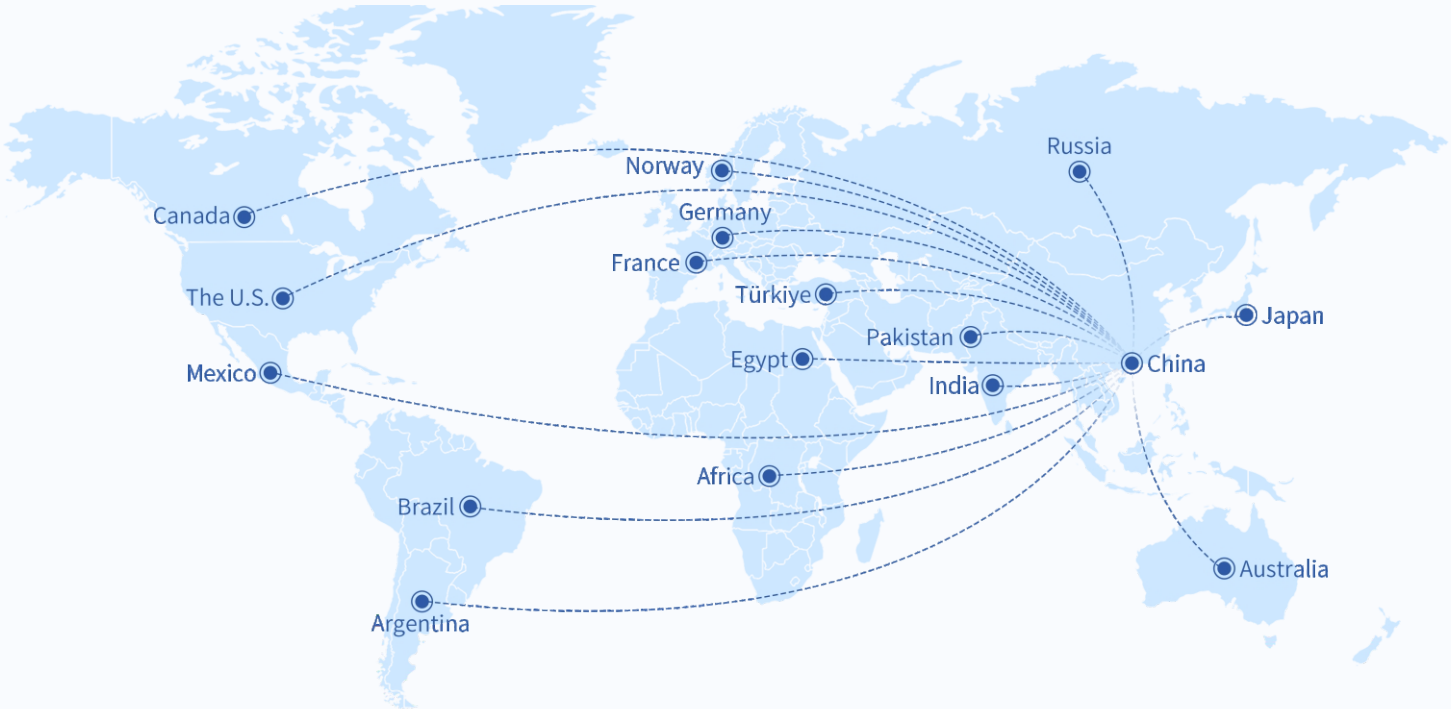 Russia
Norway
Germany
Canada
France
Türkiye
The U.S.
Japan
Pakistan
Egypt
China
Mexico
India
Africa
Brazil
Australia
Argentina